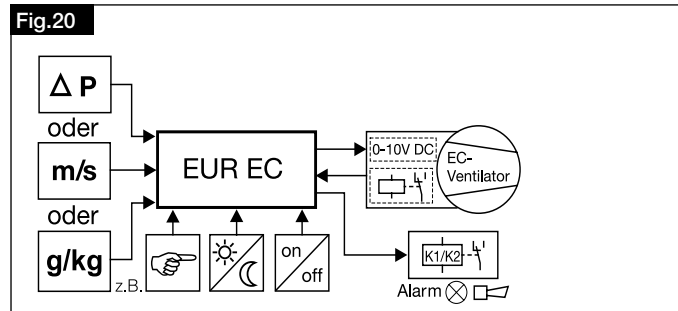 Fig.20
Δ P
oder
m/s
oder
g/kg
z.B.
EUR EC
on
off
0-10V DC
EC-
Ventilator
K1/K2
Alarm